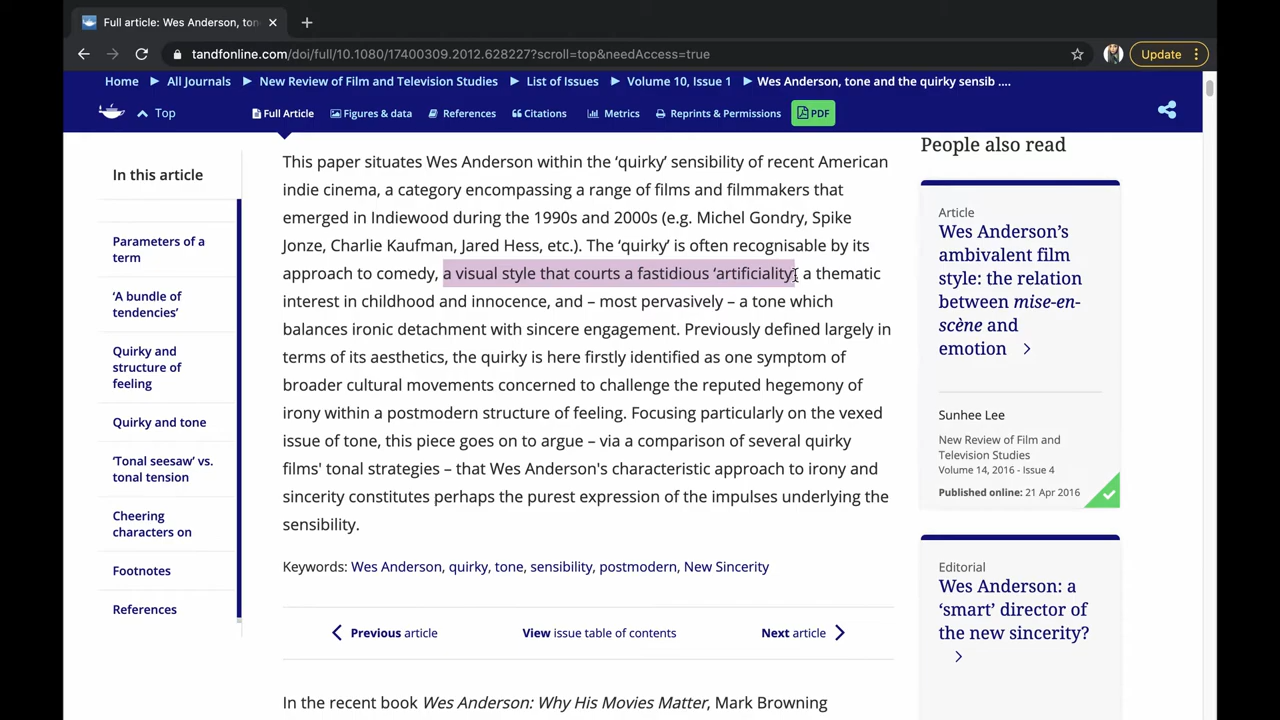 Full article: Wes Anderson, ton
tandfonline.com/doi/full/10.1080/17400309.2012.628227?scroll=top&needAccess=true
Update
Home All Journals New Review of Film and Television Studies List of Issues Volume 10, Issue 1 Wes Anderson, tone and the quirky sensib ....
Top
Full Article Figures & data References Citations Metrics Reprints & Permissions PDF
In this article
Parameters of a
term
‘A bundle of
tendencies’
Quirky and
structure of
feeling
Quirky and tone
‘Tonal seesaw’ vs.
tonal tension
Cheering
characters on
Footnotes
References
This paper situates Wes Anderson within the ‘quirky’ sensibility of recent American
indie cinema, a category encompassing a range of films and filmmakers that
emerged in Indiewood during the 1990s and 2000s (e.g. Michel Gondry, Spike
Jonze, Charlie Kaufman, Jared Hess, etc.). The ‘quirky’ is often recognisable by its
approach to comedy, a visual style that courts a fastidious ‘artificiality’, a thematic
interest in childhood and innocence, and – most pervasively – a tone which
balances ironic detachment with sincere engagement. Previously defined largely in
terms of its aesthetics, the quirky is here firstly identified as one symptom of
broader cultural movements concerned to challenge the reputed hegemony of
irony within a postmodern structure of feeling. Focusing particularly on the vexed
issue of tone, this piece goes on to argue – via a comparison of several quirky
films' tonal strategies – that Wes Anderson's characteristic approach to irony and
sincerity constitutes perhaps the purest expression of the impulses underlying the
sensibility.
Keywords: Wes Anderson, quirky, tone, sensibility, postmodern, New Sincerity
Previous article View issue table of contents Next article
In the recent book Wes Anderson: Why His Movies Matter, Mark Browning
People also read
Article
Wes Anderson’s
ambivalent film
style: the relation
between mise-en-
scène and
emotion
Sunhee Lee
New Review of Film and
Television Studies
Volume 14, 2016 - Issue 4
Published online: 21 Apr 2016
Editorial
Wes Anderson: a
‘smart’ director of
the new sincerity?